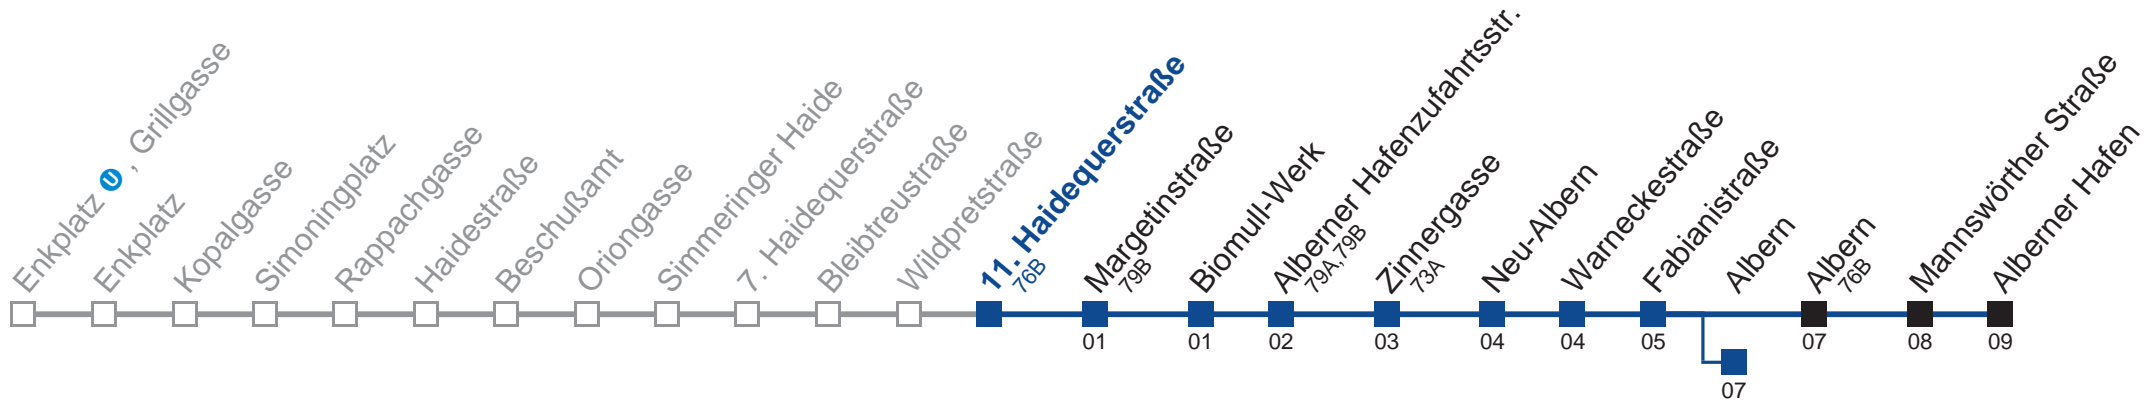 Enkplatz U , Grillgasse
Enkplatz
Kopalgasse
Simoningplatz
Rappachgasse
Haidestraße
Beschußamt
Oriongasse
Simmeringer Haide
7. Haidequerstraße
Bleibtreustraße
Wildpretstraße
11. Haidequerstraße
76B
Margetinstraße
79B
Biomull-Werk
Alberner Hafenzufahrtsstr.
79A,79B
Zinnergasse
73A
Neu-Albern
Warneckestraße
Fabianistraße
Albern
Albern
76B
Mannswörther Straße
Alberner Hafen
01
01
02
03
04
04
05
07
08
09
07